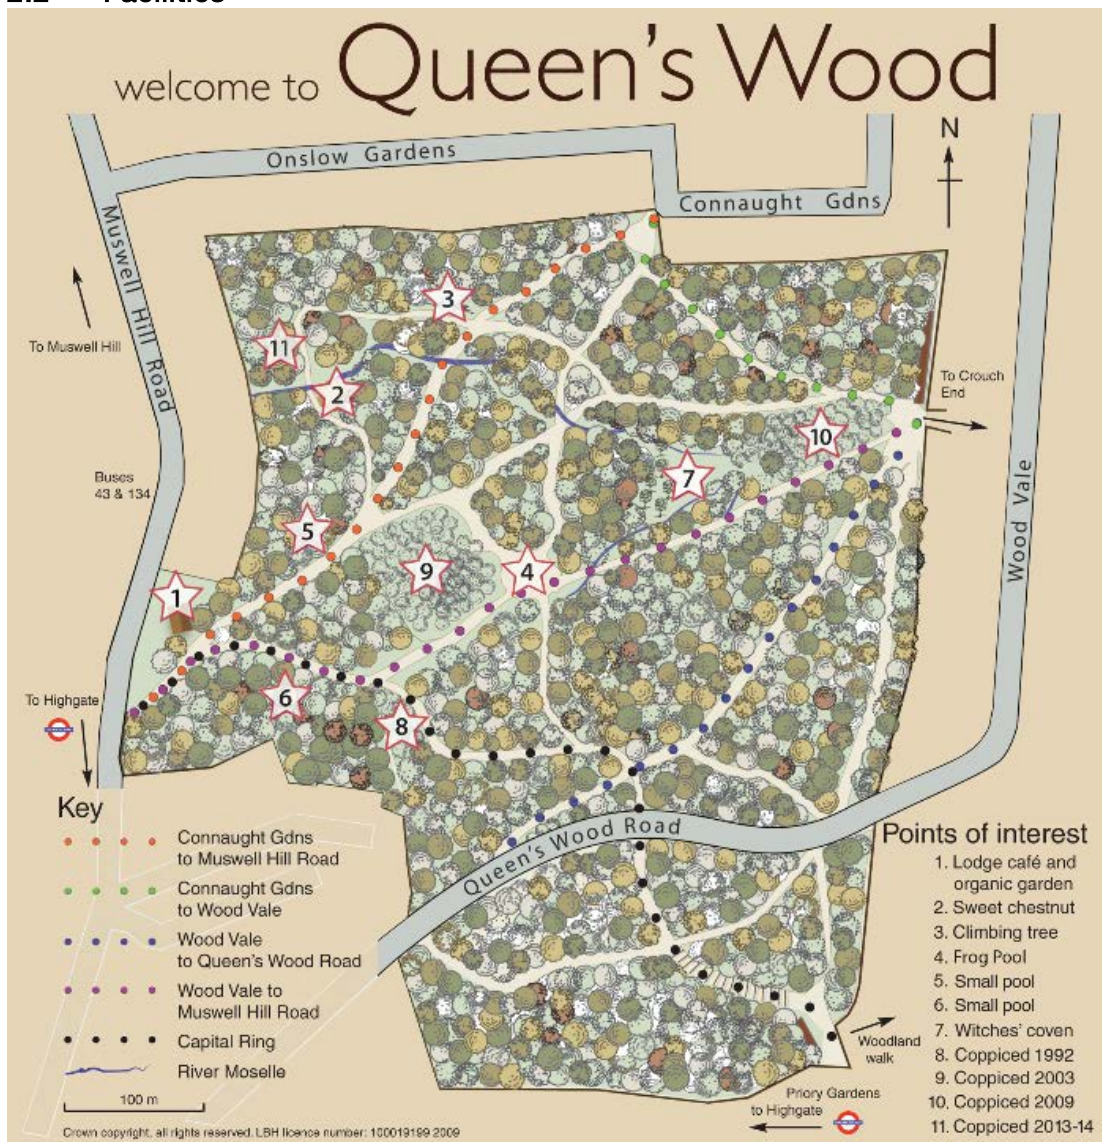 2.2 Facilities
welcome to Queen's Wood
Onslow Gardens
N
Connaught Gdns
Muswell Hill Road
3
To Muswell Hill
11
2
To Crouch
End
10
Buses
43 & 134
7
Wood Vale
5
9
4
1
6
To Highgate
8
Key
Connaught Gdns
to Muswell Hill Road
Connaught Gdns
to Wood Vale
Wood Vale
to Queen's Wood Road
Wood Vale to
Muswell Hill Road
Capital Ring
River Moselle
100 m
Queen's Wood Road
Points of interest
1. Lodge café and
organic garden
2. Sweet chestnut
3. Climbing tree
4. Frog Pool
5. Small pool
6. Small pool
7. Witches' coven
8. Coppiced 1992
9. Coppiced 2003
10. Coppiced 2009
11. Coppiced 2013-14
Woodland
walk
Priory Gardens
to Highgate
Crown copyright, all rights reserved. LBH licence number: 100019199 2009